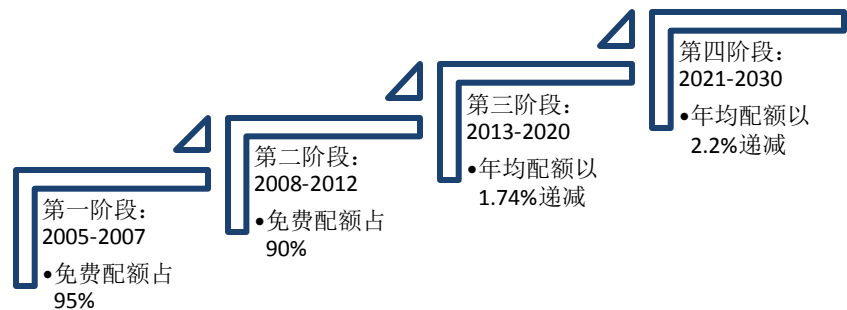 第一阶段：
2005-2007
•免费配额占
95%
第二阶段：
2008-2012
•免费配额占
90%
第三阶段：
2013-2020
•年均配额以
1.74%递减
第四阶段：
2021-2030
•年均配额以
2.2%递减